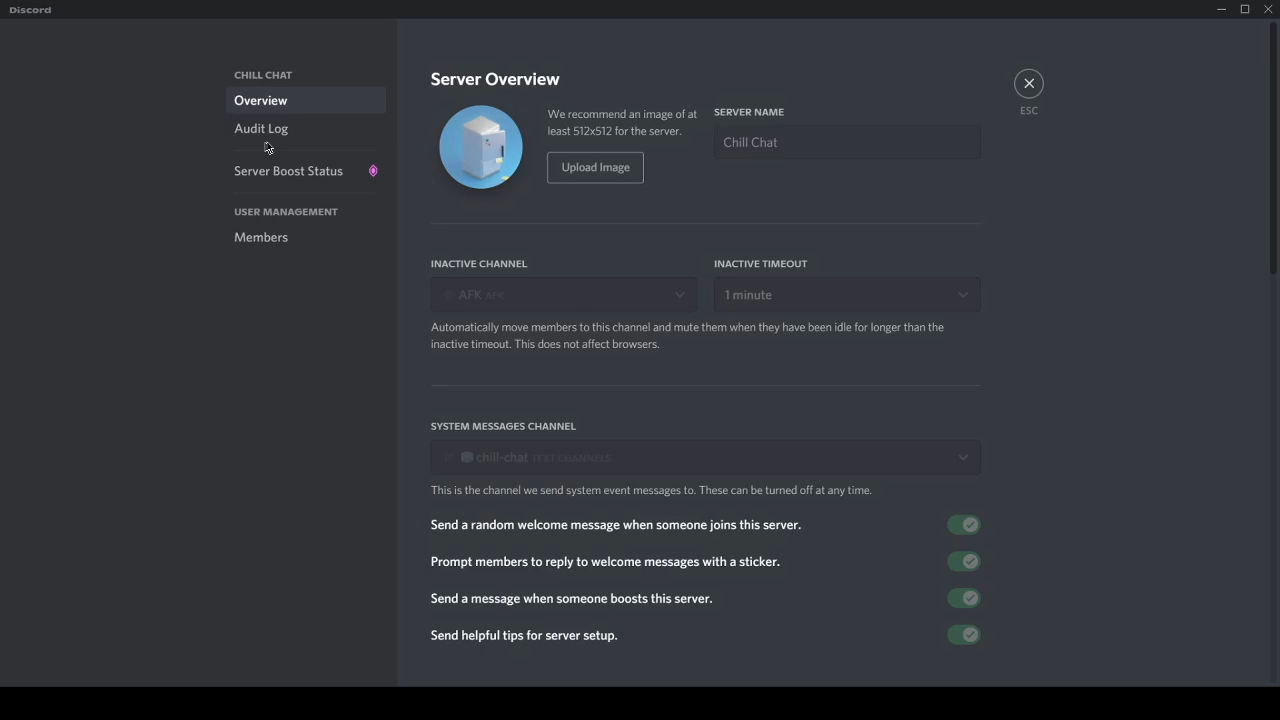 Discord
CHILL CHAT
Overview
Audit Log
Server Boost Status
USER MANAGEMENT
Members
Server Overview
We recommend an image of at
least 512x512 for the server.
Upload Image
SERVER NAME
Chill Chat
ESC
INACTIVE CHANNEL
AFK AFK
INACTIVE TIMEOUT
1 minute
Automatically move members to this channel and mute them when they have been idle for longer than the
inactive timeout. This does not affect browsers.
SYSTEM MESSAGES CHANNEL
chill-chat TEXT CHANNELS
This is the channel we send system event messages to. These can be turned off at any time.
Send a random welcome message when someone joins this server.
Prompt members to reply to welcome messages with a sticker.
Send a message when someone boosts this server.
Send helpful tips for server setup.